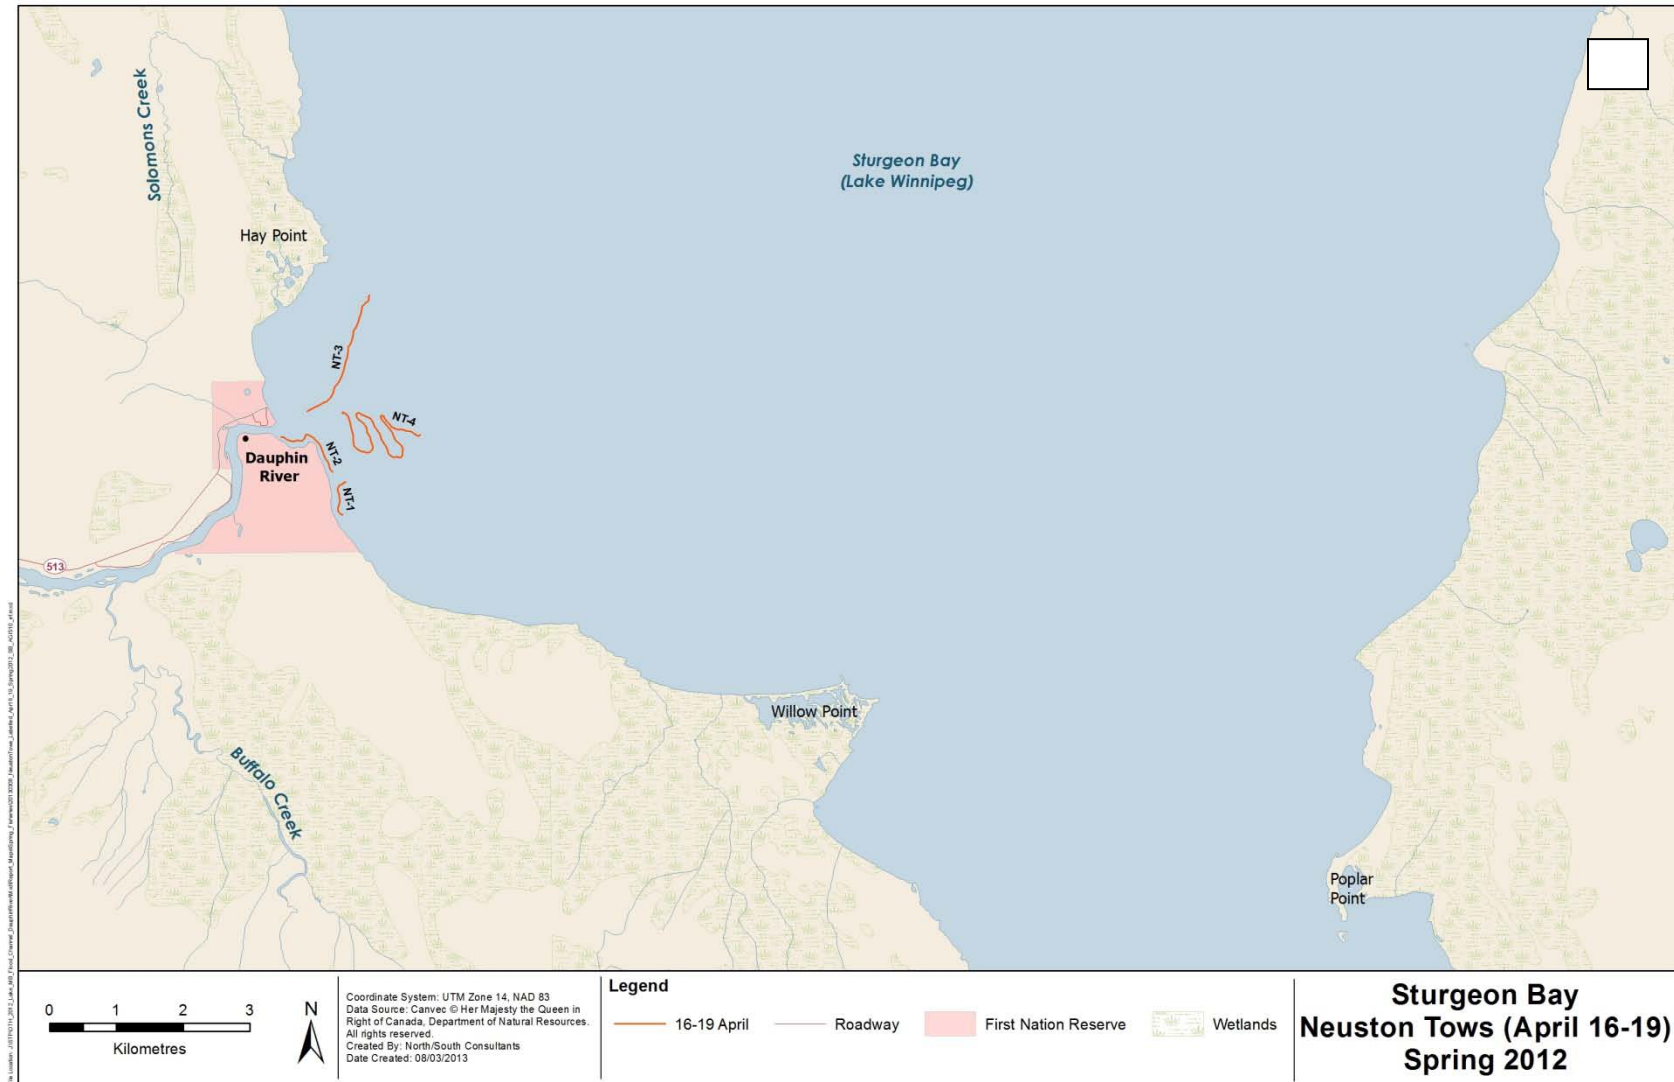 Solomons Creek
Sturgeon Bay
(Lake Winnipeg)
Hay Point
NT-3
NT-4
NT-2
Dauphin
River
NT-1
513
Willow Point
Buffalo Creek
Poplar
Point
0 1 2 3
Kilometres
N
Coordinate System: UTM Zone 14, NAD 83
Data Source: Canvec © Her Majesty the Queen in
Right of Canada, Department of Natural Resources.
All rights reserved.
Created By: North/South Consultants
Date Created: 08/03/2013
Legend
16-19 April
Roadway
First Nation Reserve
Wetlands
Sturgeon Bay
Neuston Tows (April 16-19)
Spring 2012